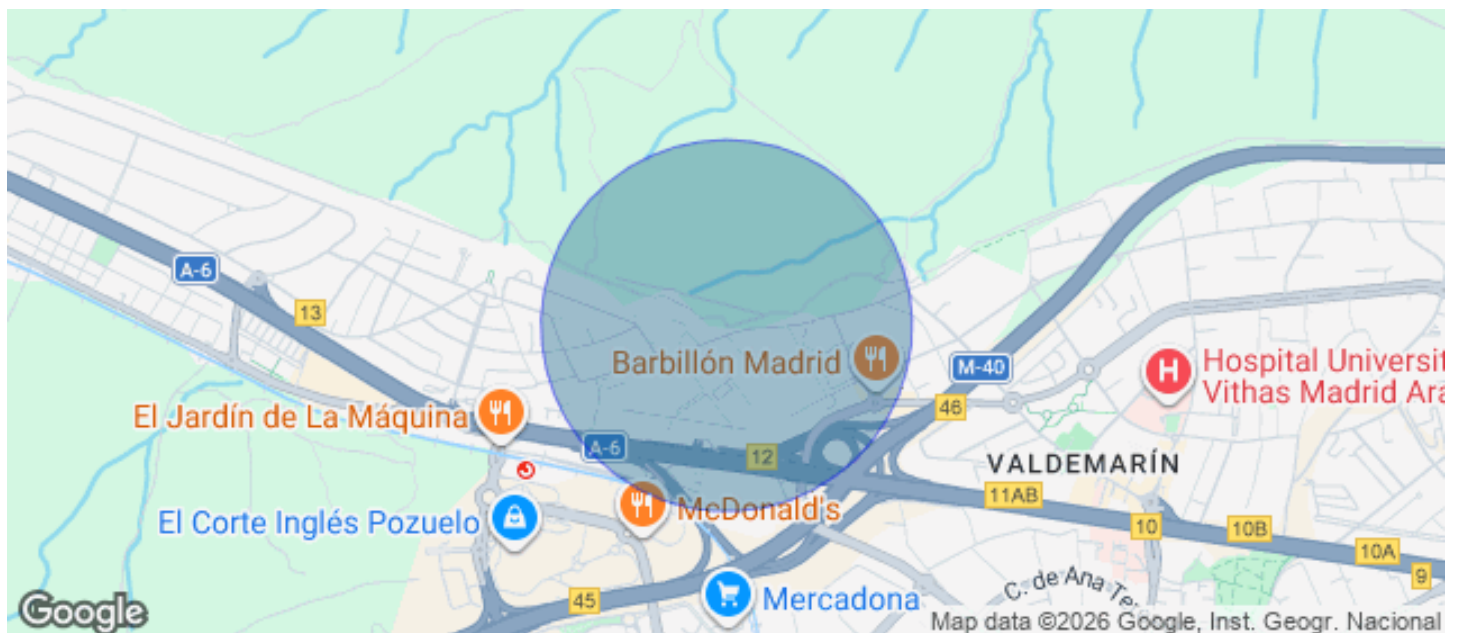 A-6
13
Barbillón Madrid
M-40
Hospital Universit
Vithas Madrid Ara
El Jardín de La Máquina
46
A-6
12
VALDEMARÍN
11AB
McDonald's
El Corte Inglés Pozuelo
10
10B
10A
9
45
Mercadona
C. de Ana Te
Google
Map data ©2026 Google, Inst. Geogr. Nacional